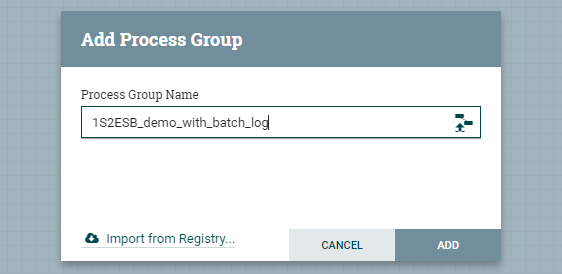 Add Process Group
Process Group Name
1S2ESB_demo_with_batch_log
Import from Registry...
CANCEL
ADD